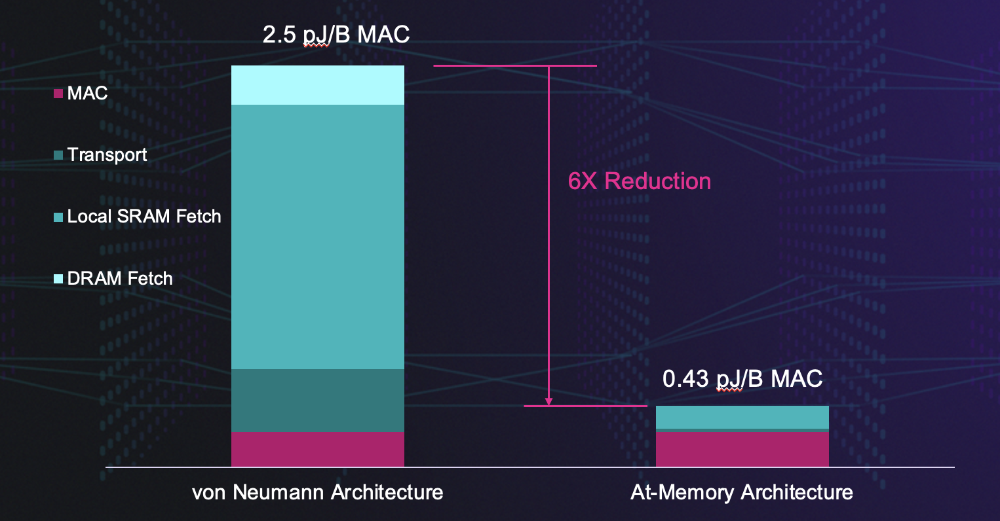 2.5 pJ/B MAC
MAC
Transport
Local SRAM Fetch
DRAM Fetch
6X Reduction
0.43 pJ/B MAC
von Neumann Architecture
At-Memory Architecture